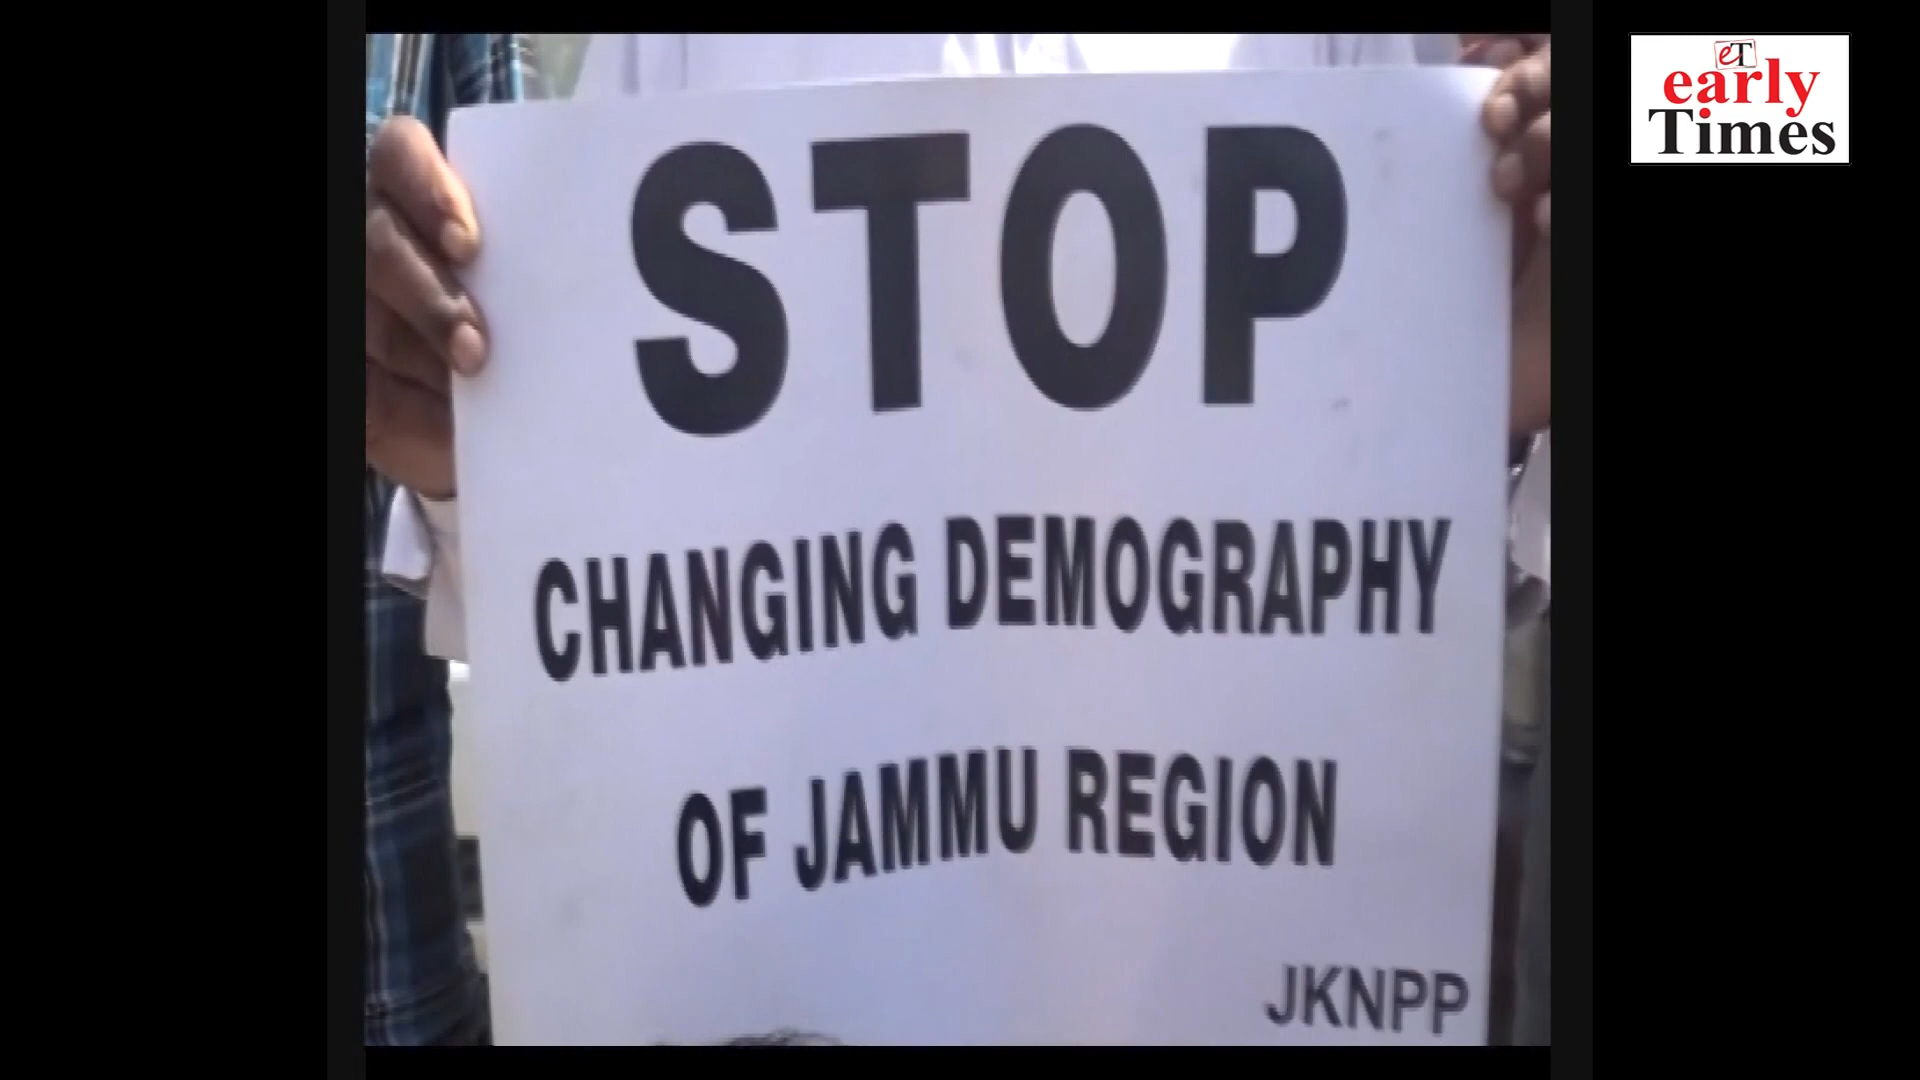 STOP
CHANGING DEMOGRAPHY
OF JAMMU REGION
JKNPP
eT
early
Times